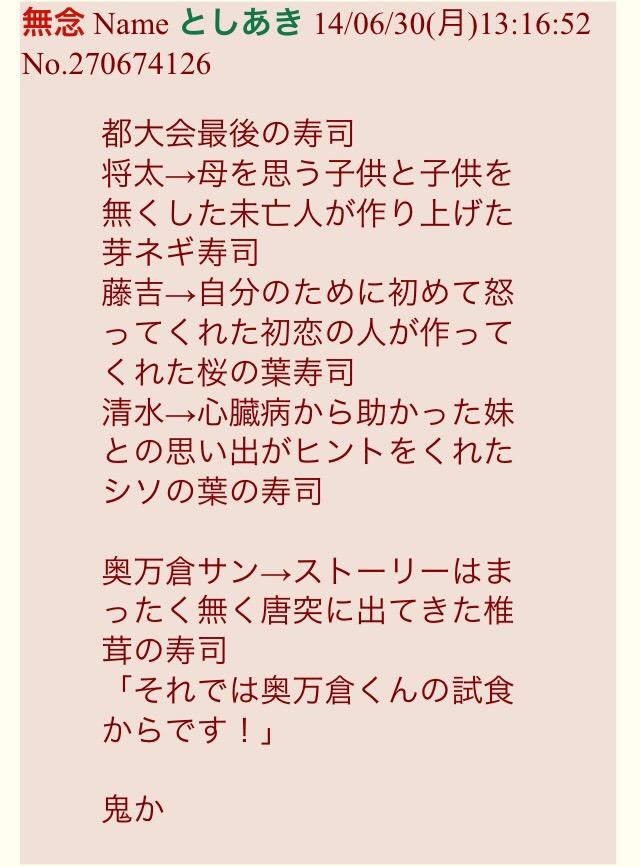 無念 Name としあき 14/06/30(月)13:16:52
No.270674126
都大会最後の寿司
将太→母を思う子供と子供を
無くした未亡人が作り上げた
芽ネギ寿司
藤吉→自分のために初めて怒
ってくれた初恋の人が作って
くれた桜の葉寿司
清水→心臓病から助かった妹
との思い出がヒントをくれた
シソの葉の寿司
奥万倉サン→ストーリーはま
ったく無く唐突に出てきた椎
茸の寿司
「それでは奥万倉くんの試食
からです！」
鬼か